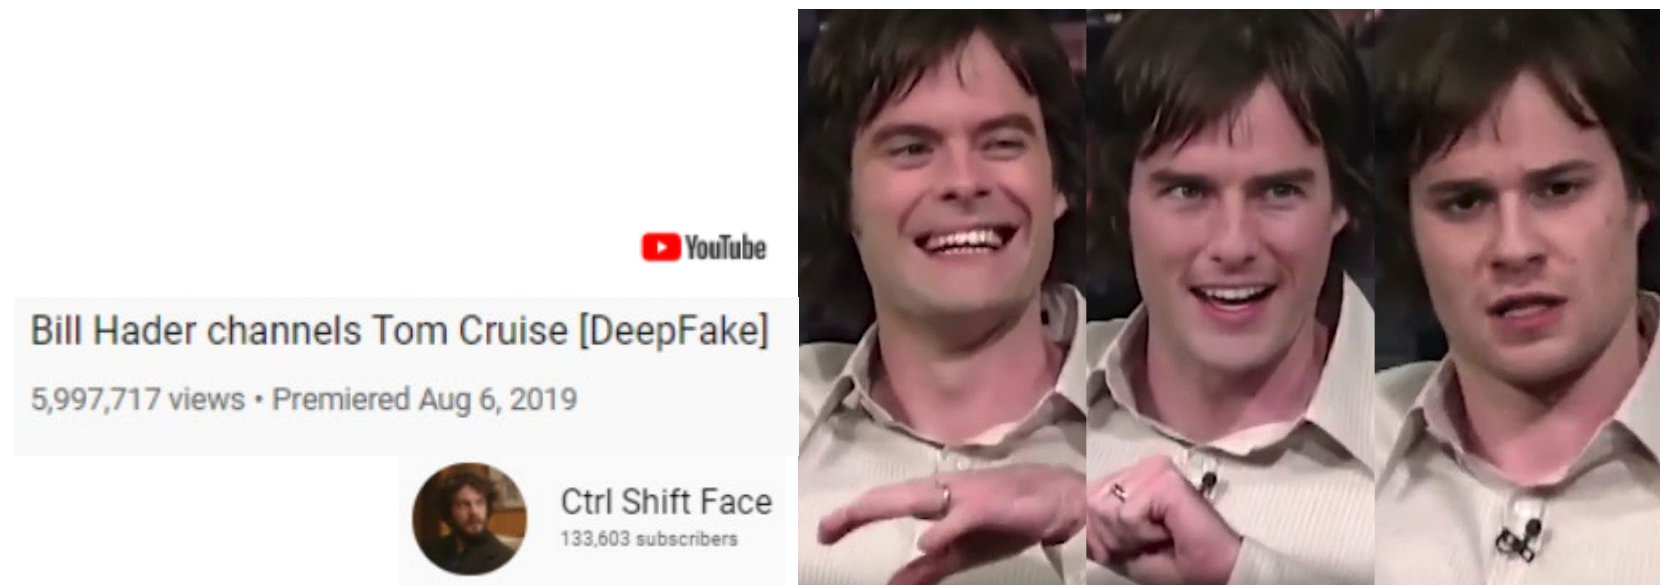 YouTube
Bill Hader channels Tom Cruise [DeepFake]
5,997,717 views • Premiered Aug 6, 2019
Ctrl Shift Face
133,603 subscribers